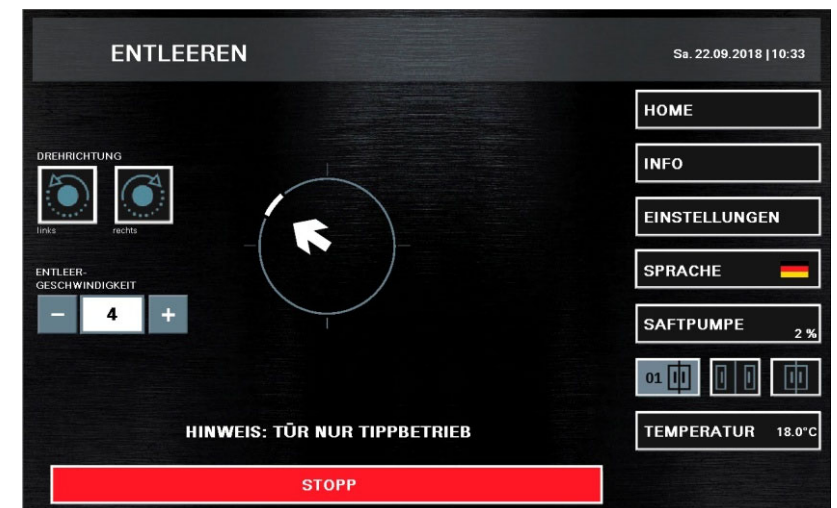 ENTLEEREN
Sa. 22.09.2018 | 10:33
HOME
INFO
EINSTELLUNGEN
SPRACHE
SAFTPUMPE 2 %
01
TEMPERATUR 18.0°C
DREHRICHTUNG
links rechts
ENTLEER-
GESCHWINDIGKEIT
− 4 +
HINWEIS: TÜR NUR TIPPBETRIEB
STOPP